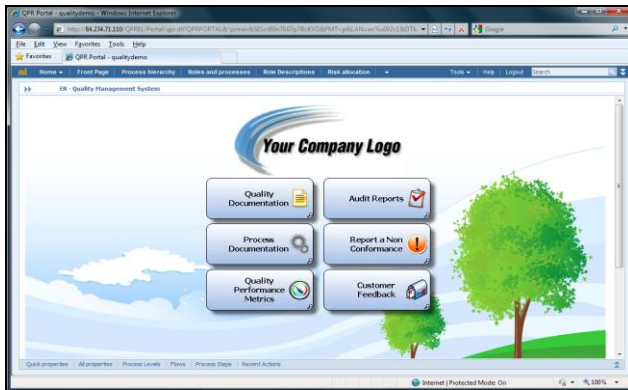 QPR Portal - qualitydemo - Windows Internet Explorer
File Edit View Favorites Tools Help
Favorites QPR Portal - qualitydemo
Home Front Page Process hierarchy Roles and processes Role Descriptions Risk allocation Tools Help Logout Search
EN - Quality Management System
Your Company Logo
Quality
Documentation
Audit Reports
Process
Documentation
Report a Non
Conformance
Quality
Performance
Metrics
Customer
Feedback
Quick properties All properties Process Levels Flows Process Steps Recent Actions
Internet | Protected Mode: On 100%